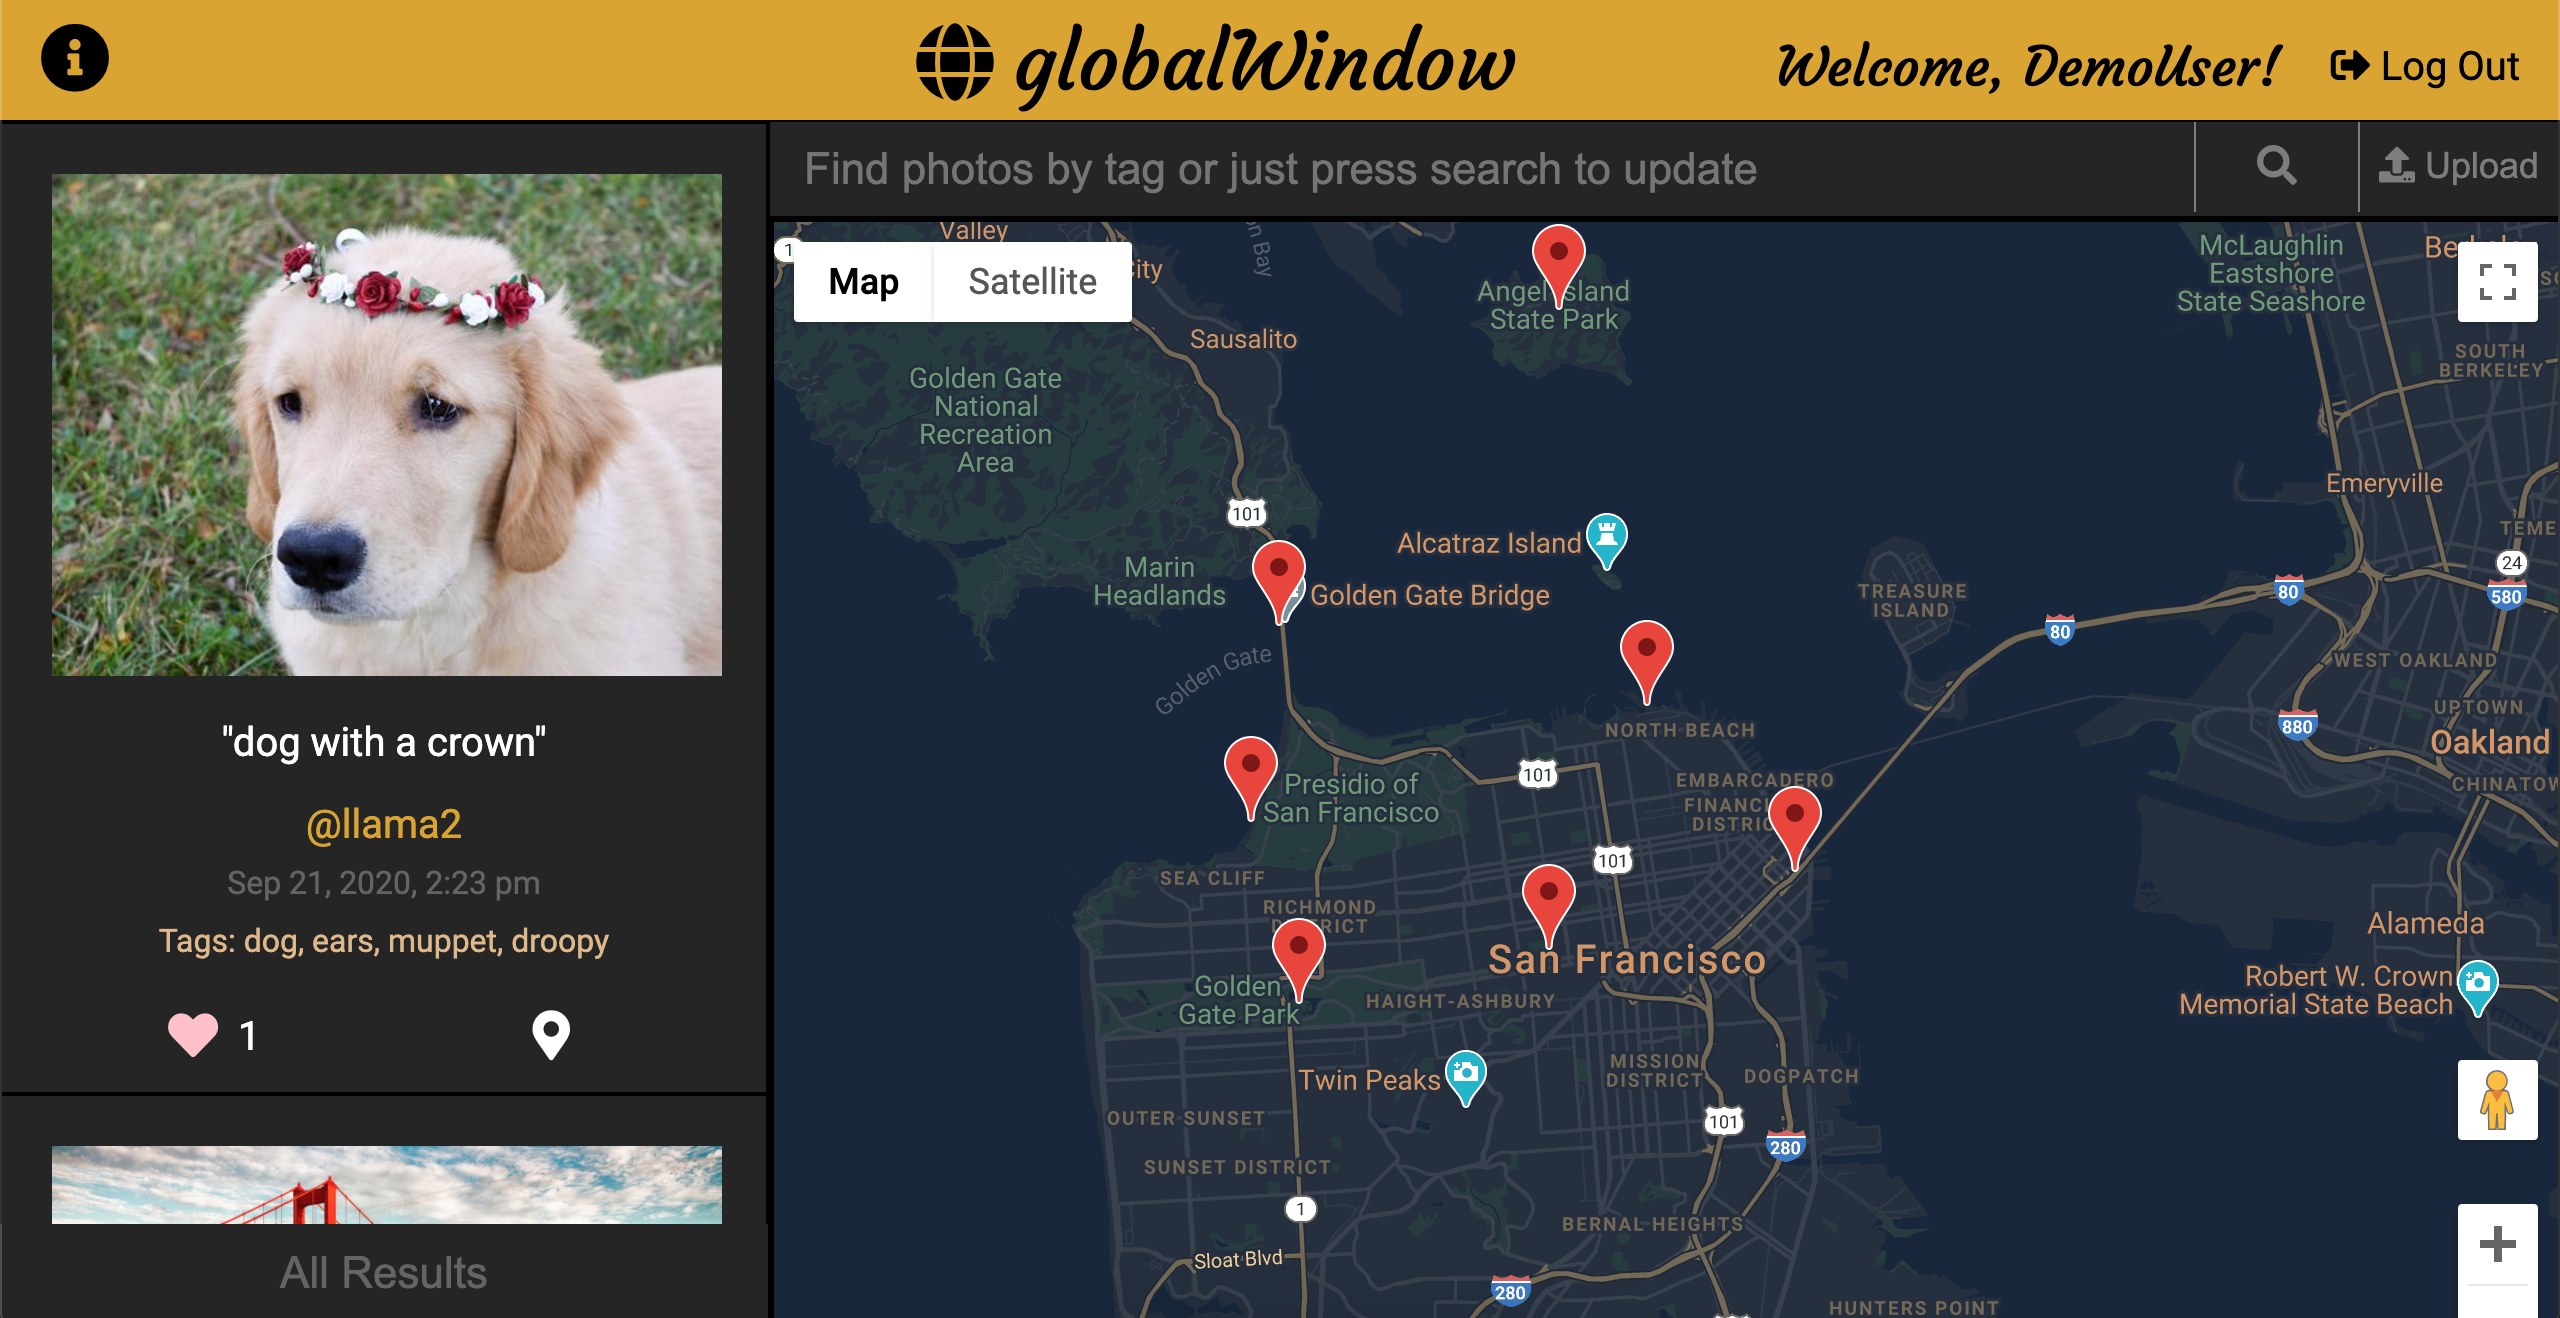 globalWindow
Welcome, DemoUser!
Log Out
"dog with a crown"
@llama2
Sep 21, 2020, 2:23 pm
Tags: dog, ears, muppet, droopy
1
All Results
Find photos by tag or just press search to update
Upload
Map
Satellite
Valley
1
Sausalito
Golden Gate
National
Recreation
Area
101
Marin
Headlands
Golden Gate Bridge
Golden Gate
Angel Island
State Park
Alcatraz Island
McLaughlin
Eastshore
State Seashore
SOUTH
BERKELEY
Emeryville
24
580
80
80
TREASURE
ISLAND
WEST OAKLAND
UPTOWN
880
Oakland
NORTH BEACH
EMBARCADERO
101
Presidio of
San Francisco
101
SEA CLIFF
RICHMOND
DISTRICT
San Francisco
Golden
Gate Park
HAIGHT-ASHBURY
Alameda
Robert W. Crown
Memorial State Beach
Twin Peaks
MISSION
DISTRICT
DOGPATCH
OUTER SUNSET
101
280
SUNSET DISTRICT
1
BERNAL HEIGHTS
Sloat Blvd
280
HUNTERS POINT